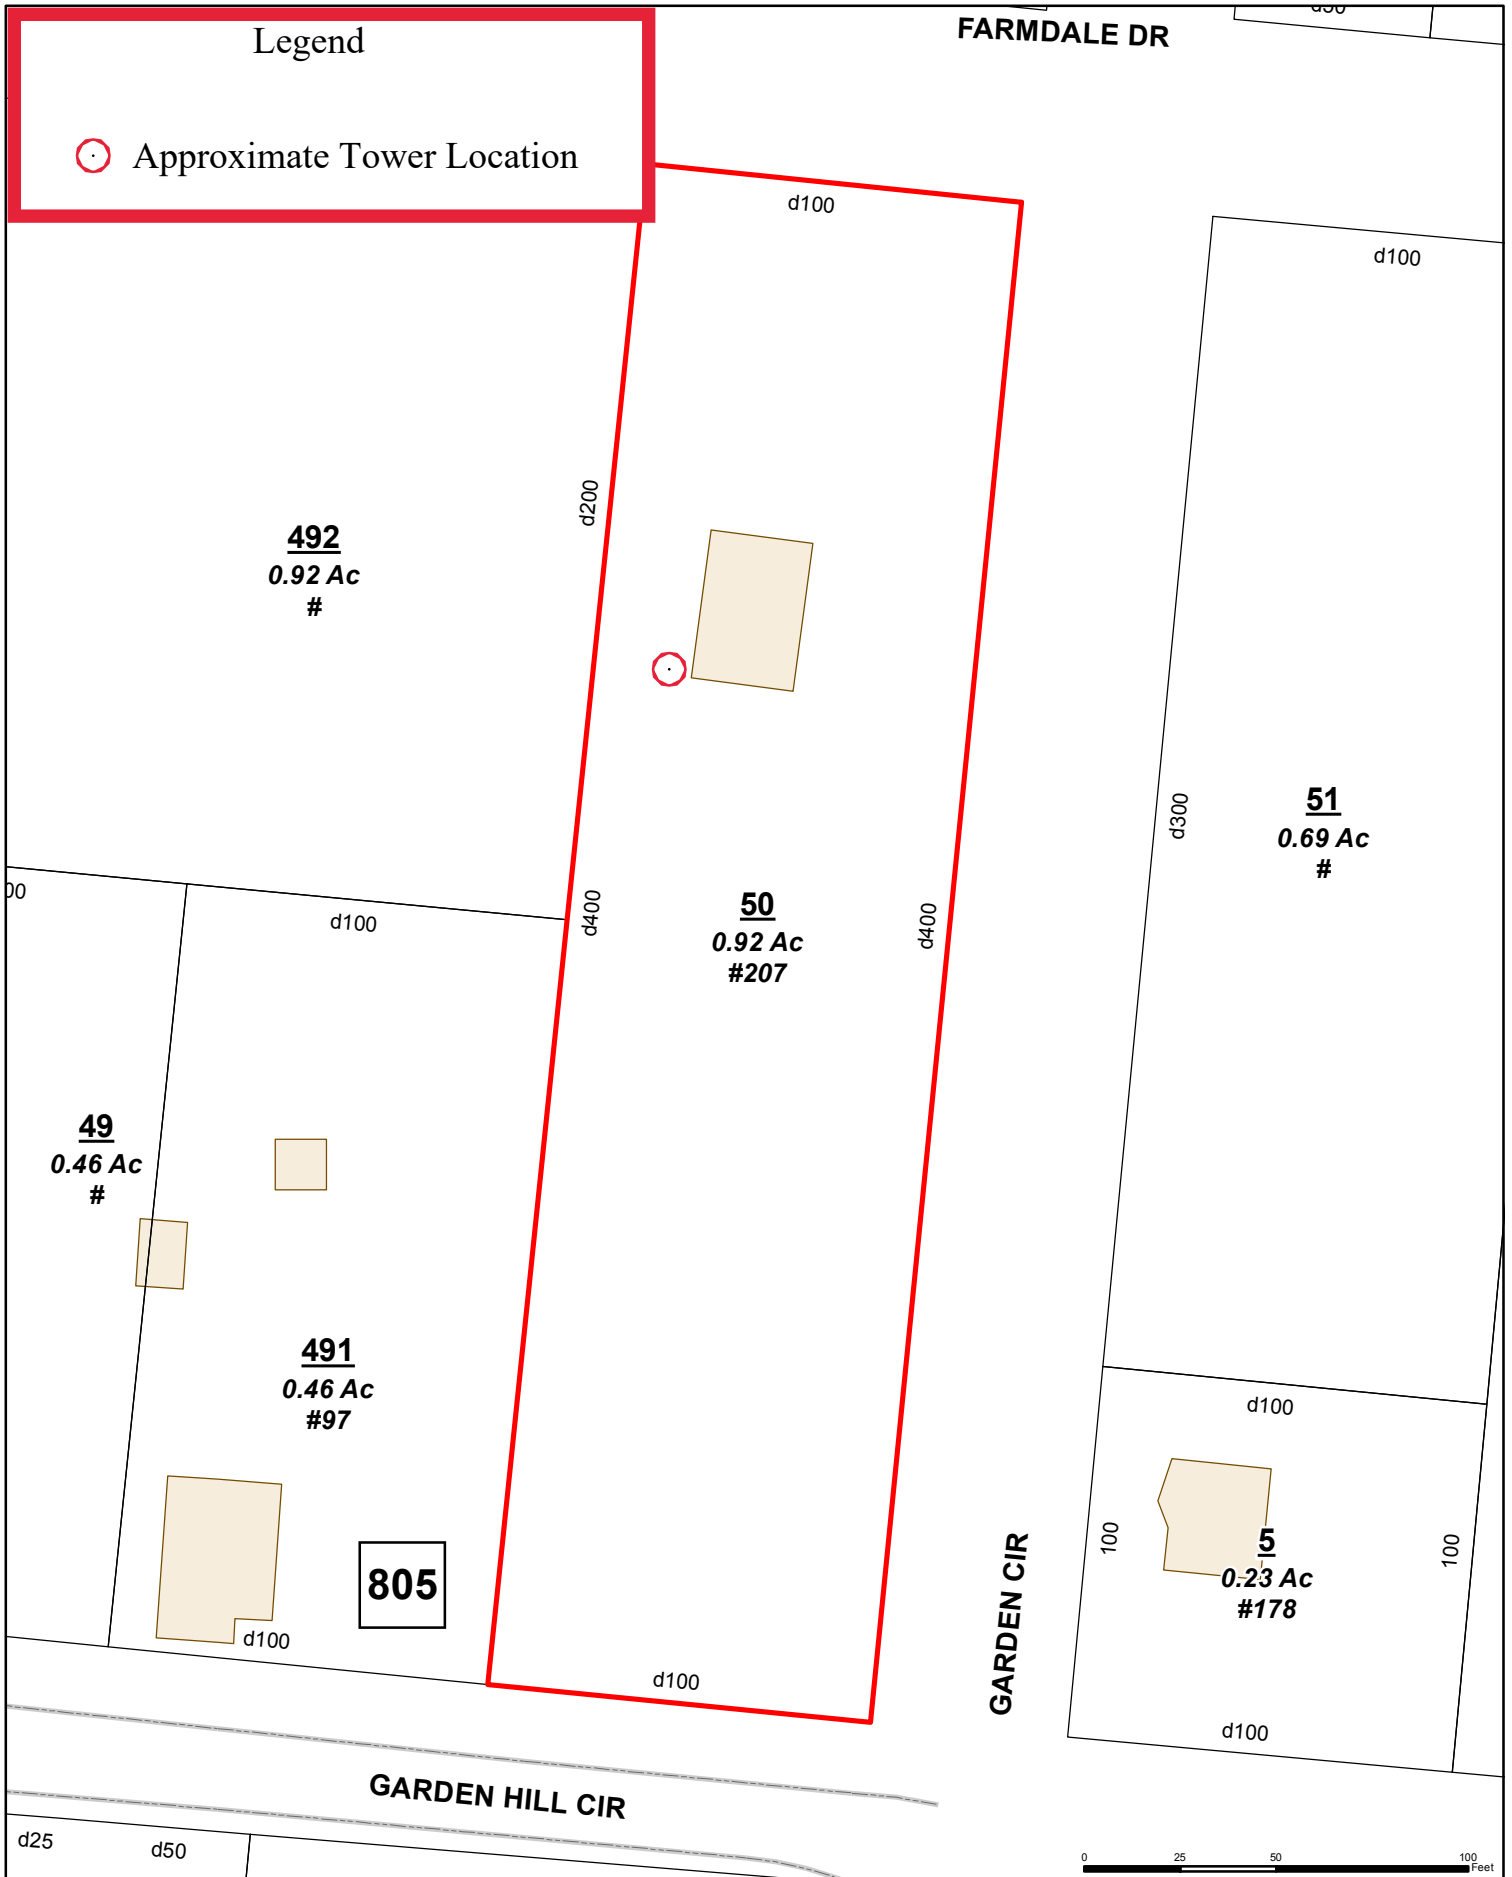 Legend
Approximate Tower Location
FARMDALE DR
d100
d100
d200
492
0.92 Ac
#
51
0.69 Ac
#
d300
00
d100
d400
50
0.92 Ac
#207
d400
49
0.46 Ac
#
491
0.46 Ac
#97
d100
5
0.23 Ac
#178
100
100
805
d100
d100
GARDEN CIR
d100
GARDEN HILL CIR
d25
d50
0 25 50 100
Feet